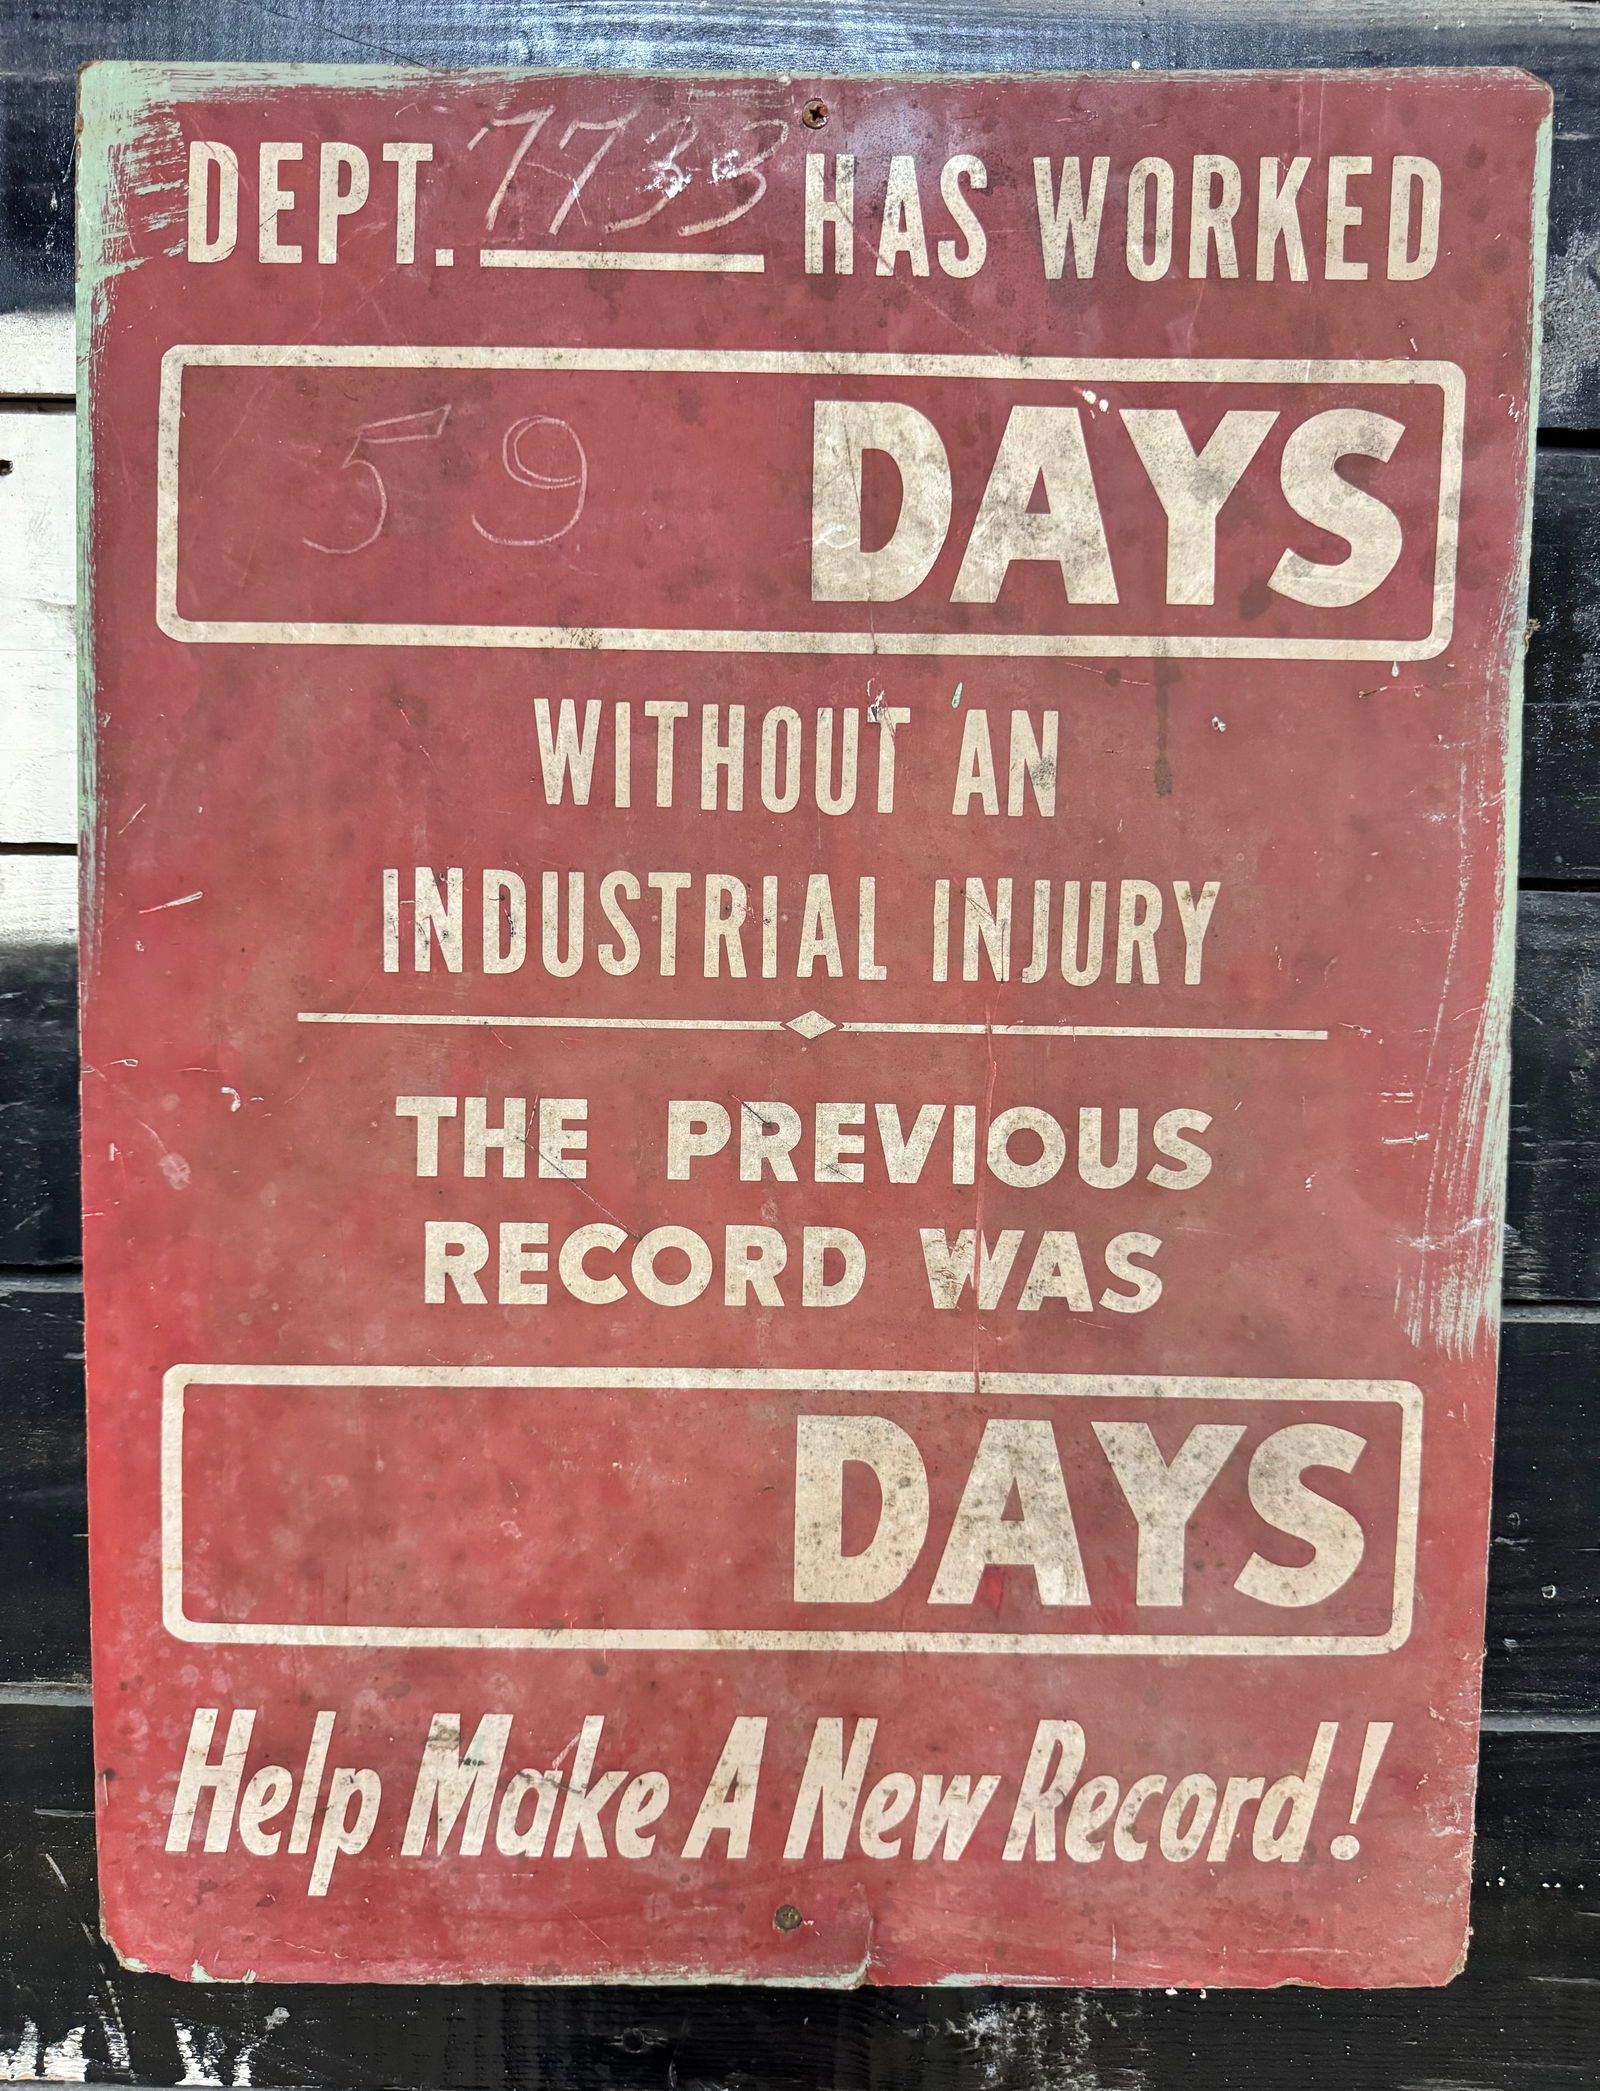 DEPT. 7733 HAS WORKED
59 DAYS
WITHOUT AN
INDUSTRIAL INJURY
THE PREVIOUS
RECORD WAS
DAYS
Help Make A New Record!